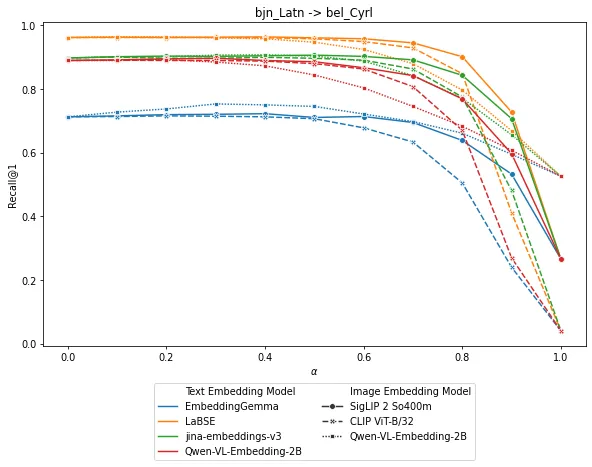 bjn_Latn -> bel_Cyrl
1.0
0.8
0.6
0.4
0.2
0.0
Recall@1
0.0 0.2 0.4 0.6 0.8 1.0
α
Text Embedding Model Image Embedding Model
EmbeddingGemma SigLIP 2 So400m
LaBSE CLIP ViT-B/32
jina-embeddings-v3 Qwen-VL-Embedding-2B
Qwen-VL-Embedding-2B